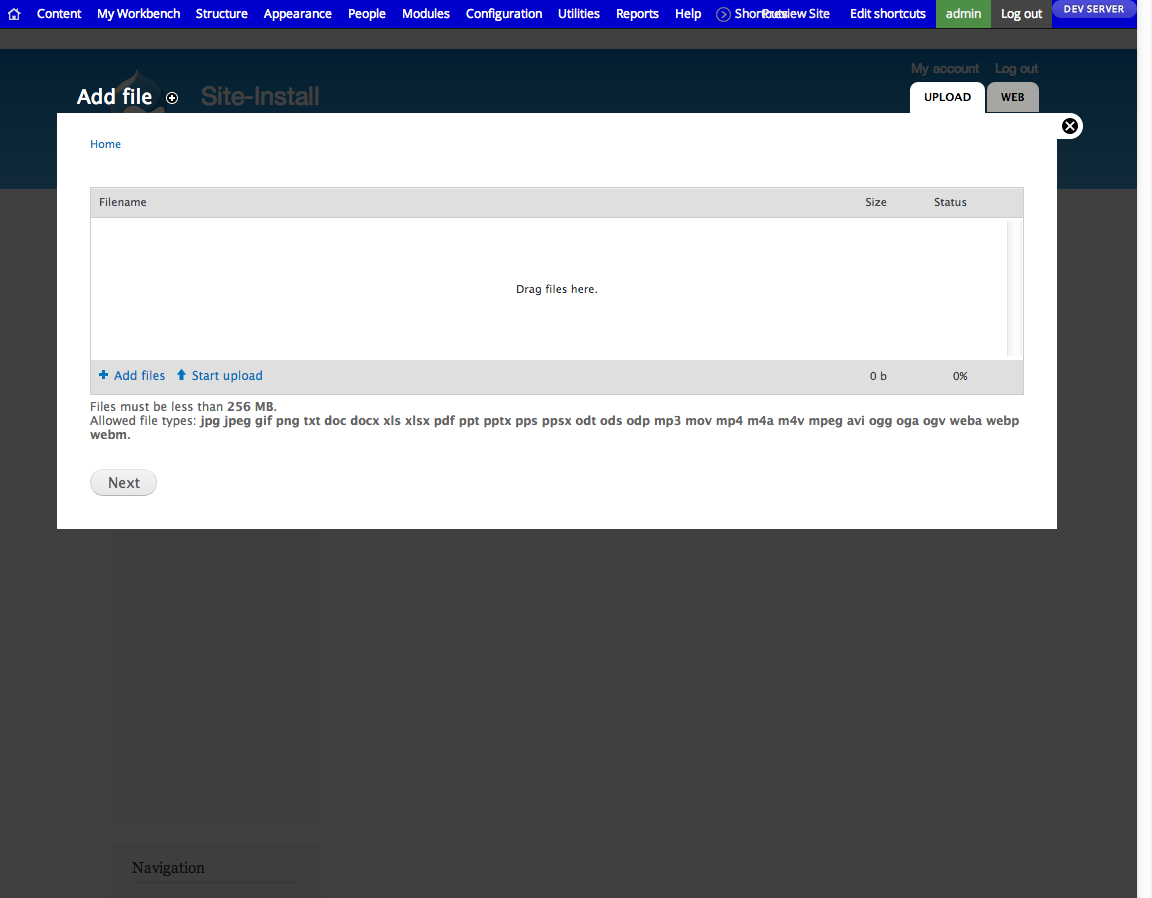 Content My Workbench Structure Appearance People Modules Configuration Utilities Reports Help Shortcuts Preview Site Edit shortcuts admin Log out DEV SERVER
My account Log out
Add file Site-Install UPLOAD WEB
Home
Filename Size Status
Drag files here.
Add files Start upload 0 b 0%
Files must be less than 256 MB.
Allowed file types: jpg jpeg gif png txt doc docx xls xlsx pdf ppt pptx pps ppsx odt ods odp mp3 mov mp4 m4a m4v mpeg avi ogg oga ogv weba webp
webm.
Next
Navigation